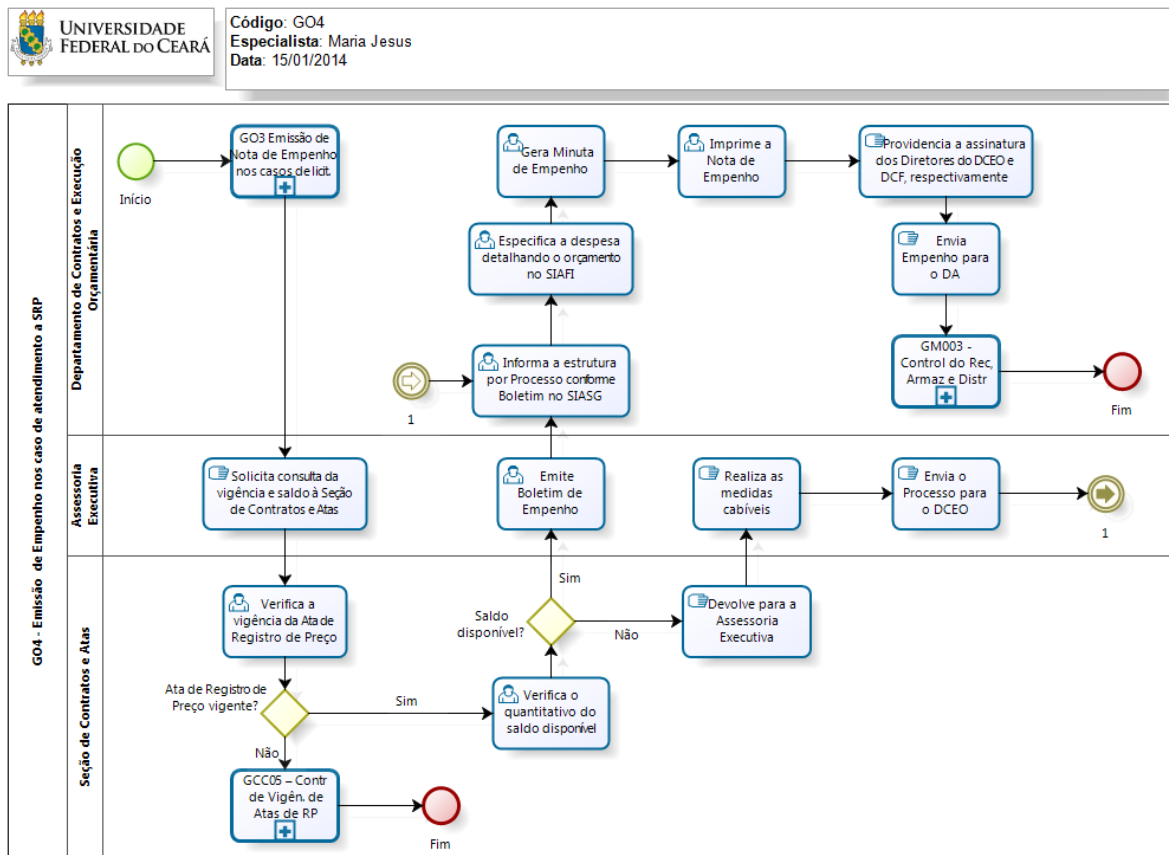 UNIVERSIDADE
FEDERAL DO CEARÁ
Código: GO4
Especialista: Maria Jesus
Data: 15/01/2014
GO4 - Emissão  de Empenho nos caso de atendimento a SRP
Departamento de Contratos e Execução
Orçamentária
Início
GO3 Emissão de
Nota de Empenho
nos casos de licit.
Gera Minuta
de Empenho
Imprime a
Nota de
Empenho
Providencia a assinatura
dos Diretores do DCEO e
DCF, respectivamente
Especifica a despesa
detalhando o orçamento
no SIAFI
Envia
Empenho para
o DA
1
Informa a estrutura
por Processo conforme
Boletim no SIASG
GM003 -
Control do Rec,
Armaz e Distr
Fim
Assessoria
Executiva
Solicita consulta da
vigência e saldo à Seção
de Contratos e Atas
Emite
Boletim de
Empenho
Realiza as
medidas
cabíveis
Envia o
Processo para
o DCEO
1
Seção de Contratos e Atas
Verifica a
vigência da Ata de
Registro de Preço
Saldo
disponível?
Sim
Não
Devolve para a
Assessoria
Executiva
Ata de Registro de
Preço vigente?
Sim
Verifica o
quantitativo do
saldo disponível
Não
GCC05 – Contr
de Vigên. de
Atas de RP
Fim